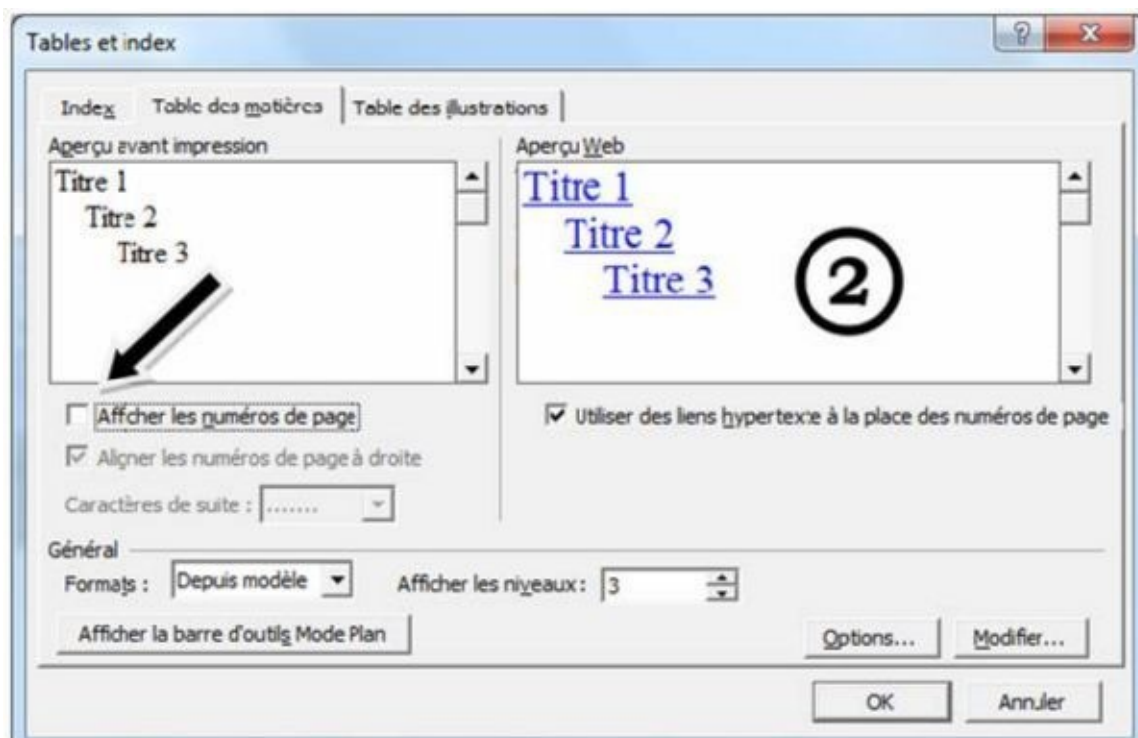 Tables et index
Index Table des matières Table des illustrations
Aperçu avant impression
Titre 1
Titre 2
Titre 3
Aperçu Web
Titre 1
Titre 2
Titre 3
2
Afficher les numéros de page
Aligner les numéros de page à droite
Caractères de suite : .......
Utiliser des liens hypertexte à la place des numéros de page
Général
Formats : Depuis modèle Afficher les niveaux : 3
Afficher la barre d'outils Mode Plan
Options... Modifier...
OK Annuler